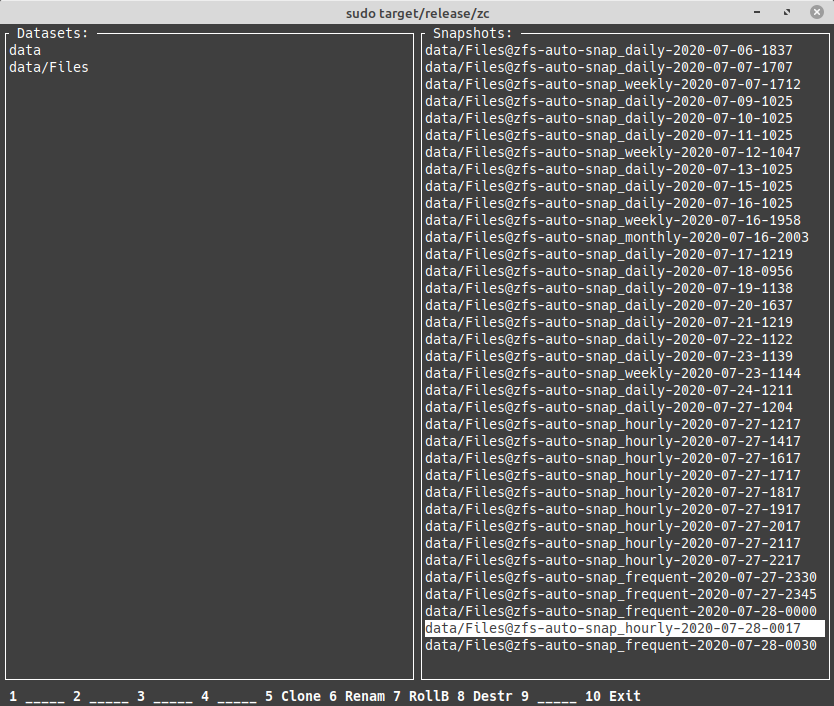 sudo target/release/zc
Datasets:
data
data/Files
Snapshots:
data/Files@zfs-auto-snap_daily-2020-07-06-1837
data/Files@zfs-auto-snap_daily-2020-07-07-1707
data/Files@zfs-auto-snap_weekly-2020-07-07-1712
data/Files@zfs-auto-snap_daily-2020-07-09-1025
data/Files@zfs-auto-snap_daily-2020-07-10-1025
data/Files@zfs-auto-snap_daily-2020-07-11-1025
data/Files@zfs-auto-snap_weekly-2020-07-12-1047
data/Files@zfs-auto-snap_daily-2020-07-13-1025
data/Files@zfs-auto-snap_daily-2020-07-15-1025
data/Files@zfs-auto-snap_daily-2020-07-16-1025
data/Files@zfs-auto-snap_weekly-2020-07-16-1958
data/Files@zfs-auto-snap_monthly-2020-07-16-2003
data/Files@zfs-auto-snap_daily-2020-07-17-1219
data/Files@zfs-auto-snap_daily-2020-07-18-0956
data/Files@zfs-auto-snap_daily-2020-07-19-1138
data/Files@zfs-auto-snap_daily-2020-07-20-1637
data/Files@zfs-auto-snap_daily-2020-07-21-1219
data/Files@zfs-auto-snap_daily-2020-07-22-1122
data/Files@zfs-auto-snap_daily-2020-07-23-1139
data/Files@zfs-auto-snap_weekly-2020-07-23-1144
data/Files@zfs-auto-snap_daily-2020-07-24-1211
data/Files@zfs-auto-snap_daily-2020-07-27-1204
data/Files@zfs-auto-snap_hourly-2020-07-27-1217
data/Files@zfs-auto-snap_hourly-2020-07-27-1417
data/Files@zfs-auto-snap_hourly-2020-07-27-1617
data/Files@zfs-auto-snap_hourly-2020-07-27-1717
data/Files@zfs-auto-snap_hourly-2020-07-27-1817
data/Files@zfs-auto-snap_hourly-2020-07-27-1917
data/Files@zfs-auto-snap_hourly-2020-07-27-2017
data/Files@zfs-auto-snap_hourly-2020-07-27-2117
data/Files@zfs-auto-snap_hourly-2020-07-27-2217
data/Files@zfs-auto-snap_frequent-2020-07-27-2330
data/Files@zfs-auto-snap_frequent-2020-07-27-2345
data/Files@zfs-auto-snap_frequent-2020-07-28-0000
data/Files@zfs-auto-snap_hourly-2020-07-28-0017
data/Files@zfs-auto-snap_frequent-2020-07-28-0030
1 _____ 2 _____ 3 _____ 4 _____ 5 Clone 6 Renam 7 RollB 8 Destr 9 _____ 10 Exit